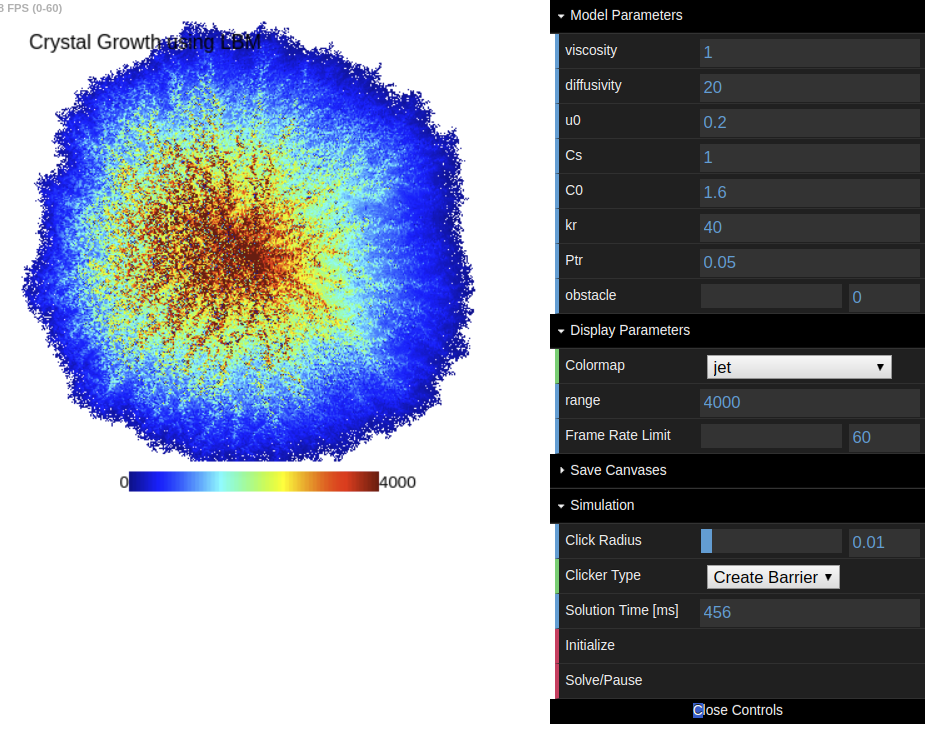 8 FPS (0-60)
Crystal Growth using LBM
0
4000
Model Parameters
viscosity 1
diffusivity 20
u0 0.2
Cs 1
C0 1.6
kr 40
Ptr 0.05
obstacle 0
Display Parameters
Colormap jet
range 4000
Frame Rate Limit 60
Save Canvases
Simulation
Click Radius 0.01
Clicker Type Create Barrier
Solution Time [ms] 456
Initialize
Solve/Pause
Close Controls